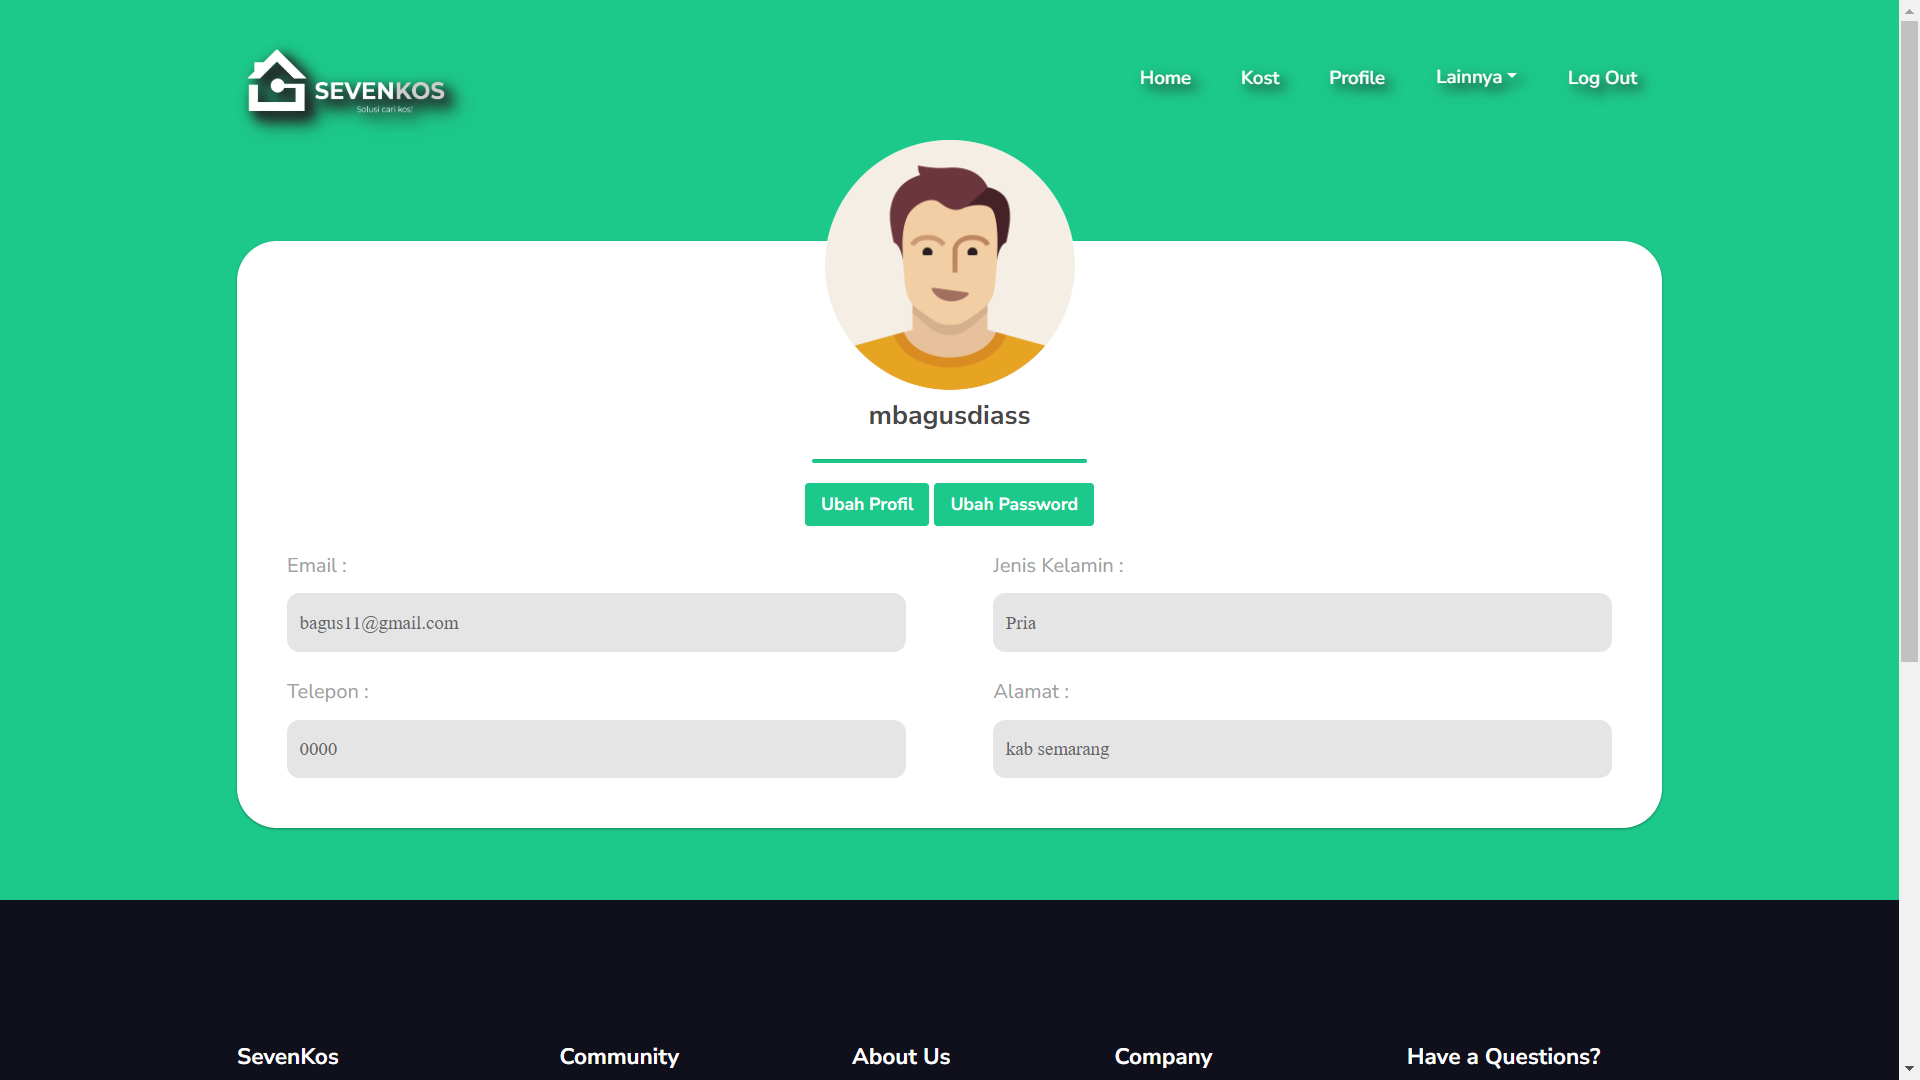 SEVENKOS
Solusi cari kos!
Home
Kost
Profile
Lainnya
Log Out
mbagusdiass
Ubah Profil
Ubah Password
Email :
Jenis Kelamin :
bagus11@gmail.com
Pria
Telepon :
Alamat :
0000
kab semarang
SevenKos
Community
About Us
Company
Have a Questions?